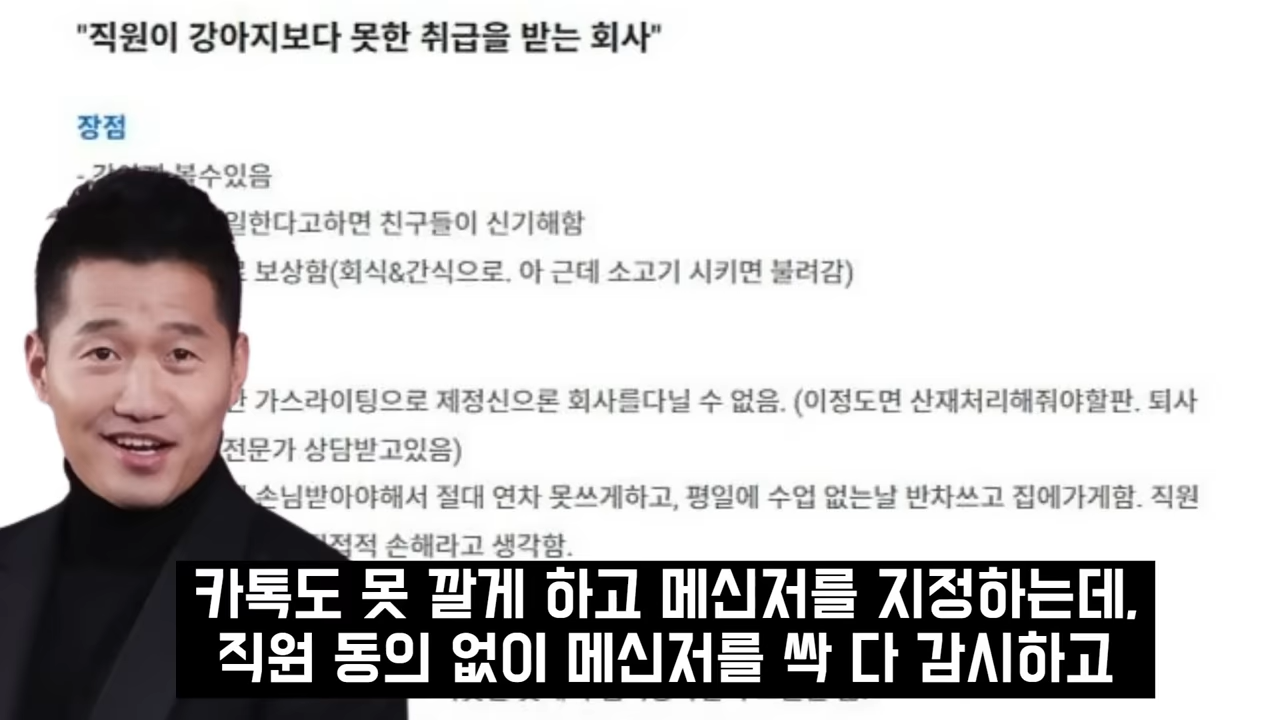 "직원이 강아지보다 못한 취급을 받는 회사"
장점
- 볼수있음
일한다고하면 친구들이 신기해함
보상함(회식&간식으로. 아 근데 소고기 시키면 불려감)
가스라이팅으로 제정신으론 회사를다닐 수 없음. (이정도면 산재처리해줘야할판. 퇴사
전문가 상담받고있음)
손님받아야해서 절대 연차 못쓰게하고, 평일에 수업 없는날 반차쓰고 집에가게함. 직원
손해라고 생각함.
카톡도 못 깔게 하고 메신저를 지정하는데,
직원 동의 없이 메신저를 싹 다 감시하고